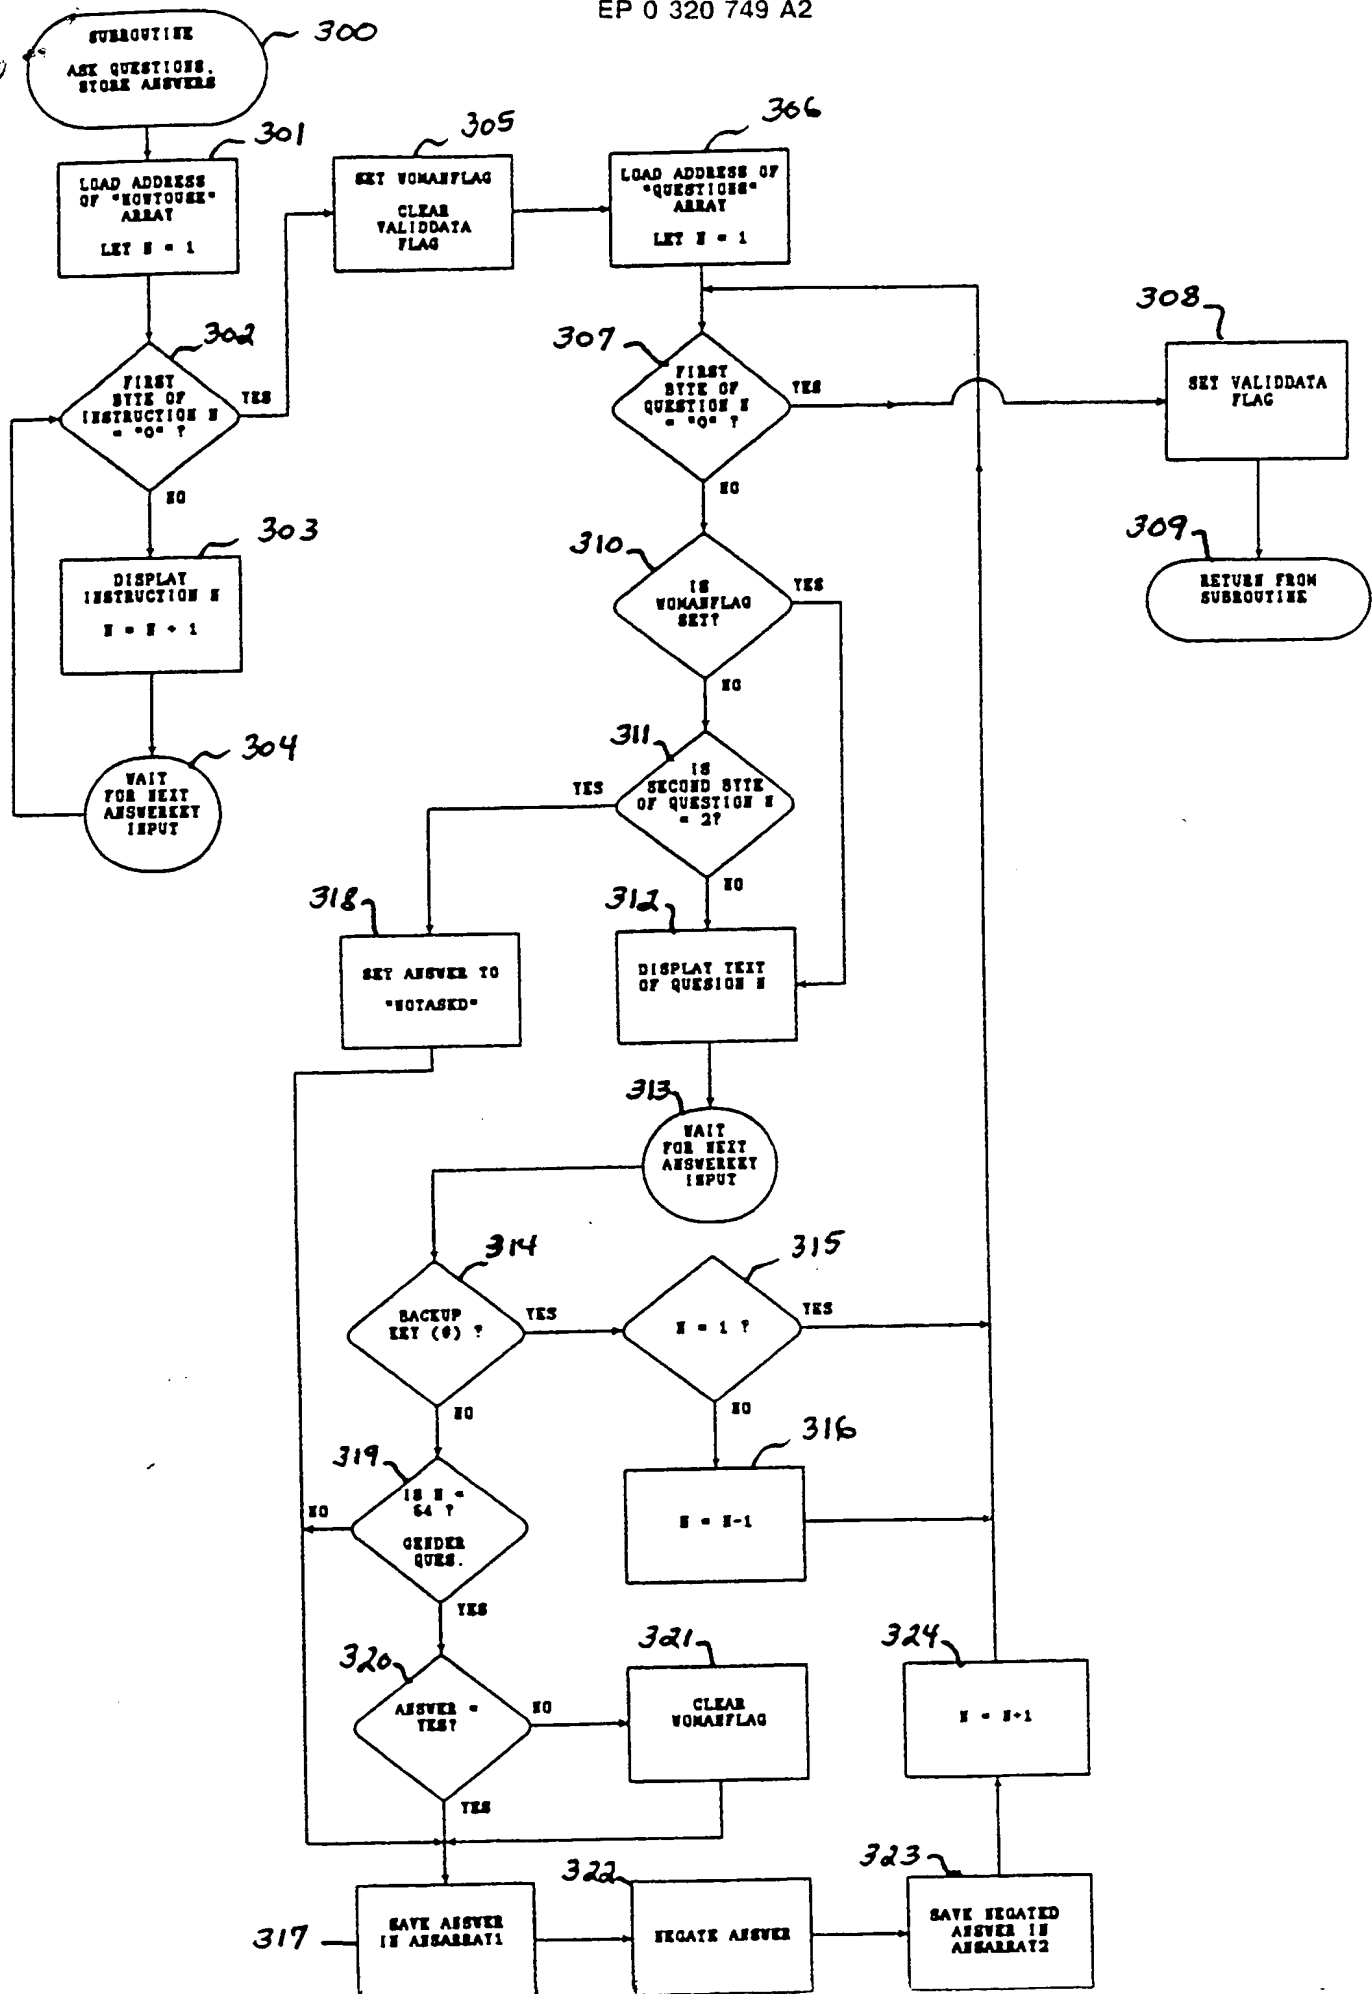 EP 0 320 749 A2
SUBROUTINE
ASK QUESTIONS,
STORE ANSWERS
300
301
LOAD ADDRESS
OF "HOWTOUSE"
ARRAY
LET N = 1
302
FIRST
BYTE OF
INSTRUCTION N
= "0" ?
YES
NO
303
DISPLAY
INSTRUCTION N
N = N + 1
304
WAIT
FOR NEXT
ANSWERKEY
INPUT
305
SET WOMANFLAG
CLEAR
VALIDDATA
FLAG
306
LOAD ADDRESS OF
"QUESTIONS"
ARRAY
LET N = 1
307
FIRST
BYTE OF
QUESTION N
= "0" ?
YES
NO
308
SET VALIDDATA
FLAG
309
RETURN FROM
SUBROUTINE
310
IS
WOMANFLAG
SET?
YES
NO
311
IS
SECOND BYTE
OF QUESTION N
= 2?
YES
NO
318
SET ANSWER TO
"NOTASKD"
312
DISPLAY TEXT
OF QUESION N
313
WAIT
FOR NEXT
ANSWERKEY
INPUT
314
BACKUP
KEY (0) ?
YES
NO
315
N = 1 ?
YES
NO
316
N = N-1
319
IS N =
64 ?
GENDER
QUES.
NO
YES
320
ANSWER =
YES?
NO
YES
321
CLEAR
WOMANFLAG
324
N = N+1
317
SAVE ANSWER
IN ANSARRAY1
322
NEGATE ANSWER
323
SAVE NEGATED
ANSWER IN
ANSARRAY2